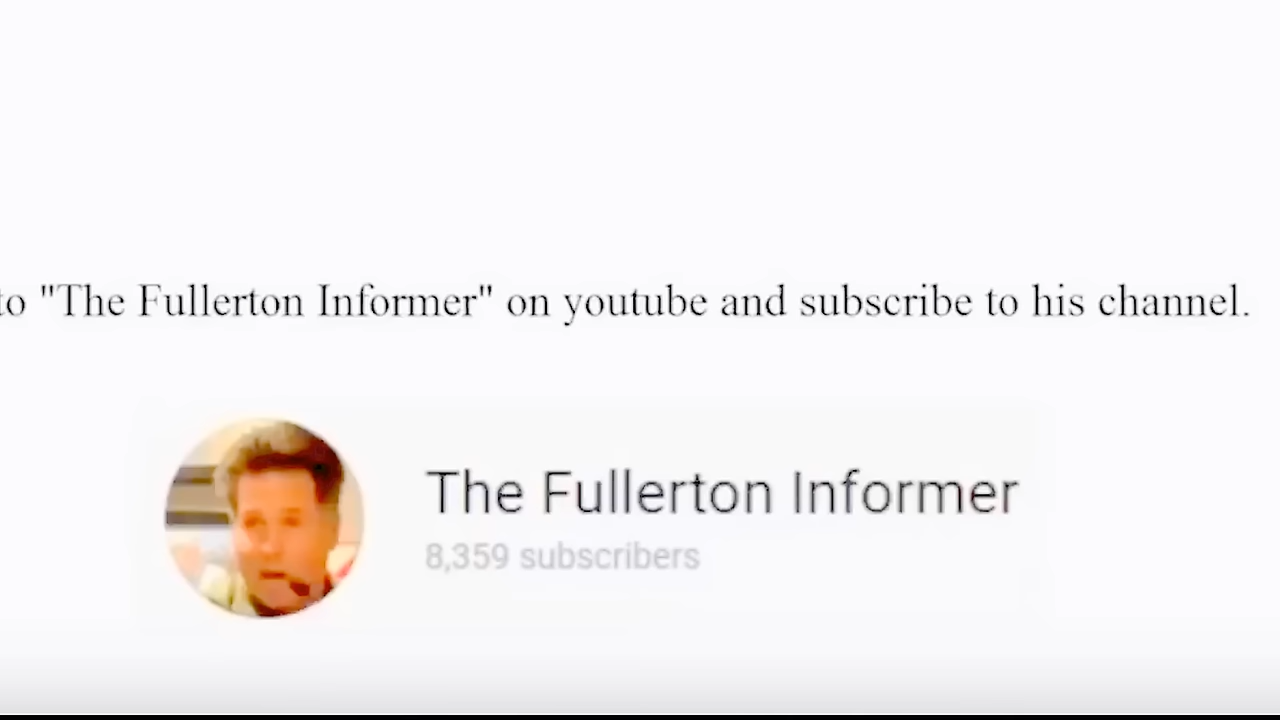 to "The Fullerton Informer" on youtube and subscribe to his channel.
The Fullerton Informer
8,359 subscribers